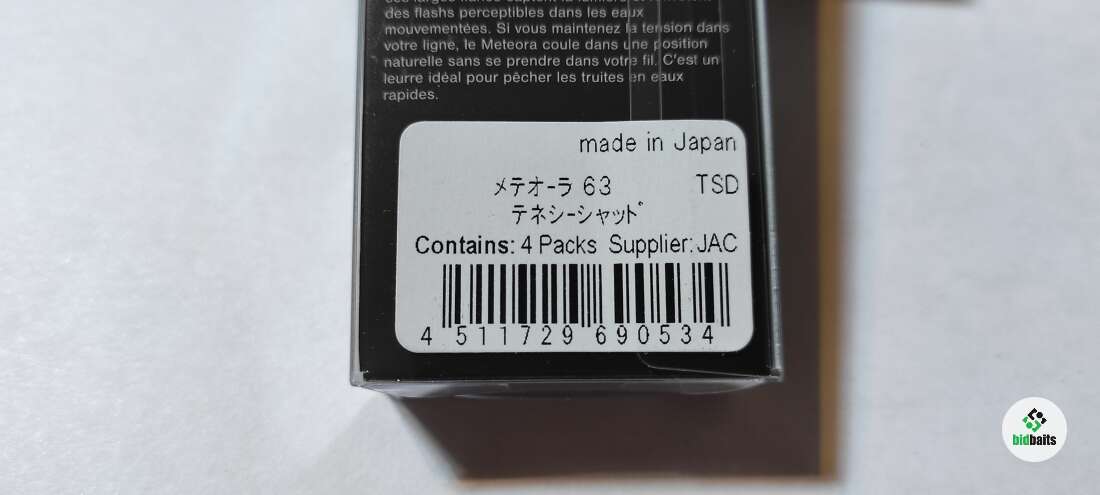 des flashs perceptibles dans les eaux
mouvementées. Si vous maintenez la tension dans
votre ligne, le Meteora coule dans une position
naturelle sans se prendre dans votre fil. C'est un
leurre idéal pour pêcher les truites en eaux
rapides.
made in Japan
メテオーラ 63 TSD
テネシーシャッド
Contains: 4 Packs Supplier: JAC
4 511729 690534
bidbaits